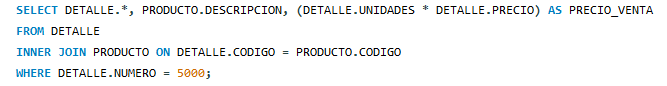 SELECT DETALLE.*, PRODUCTO.DESCRIPCION, (DETALLE.UNIDADES * DETALLE.PRECIO) AS PRECIO_VENTA
FROM DETALLE
INNER JOIN PRODUCTO ON DETALLE.CODIGO = PRODUCTO.CODIGO
WHERE DETALLE.NUMERO = 5000;